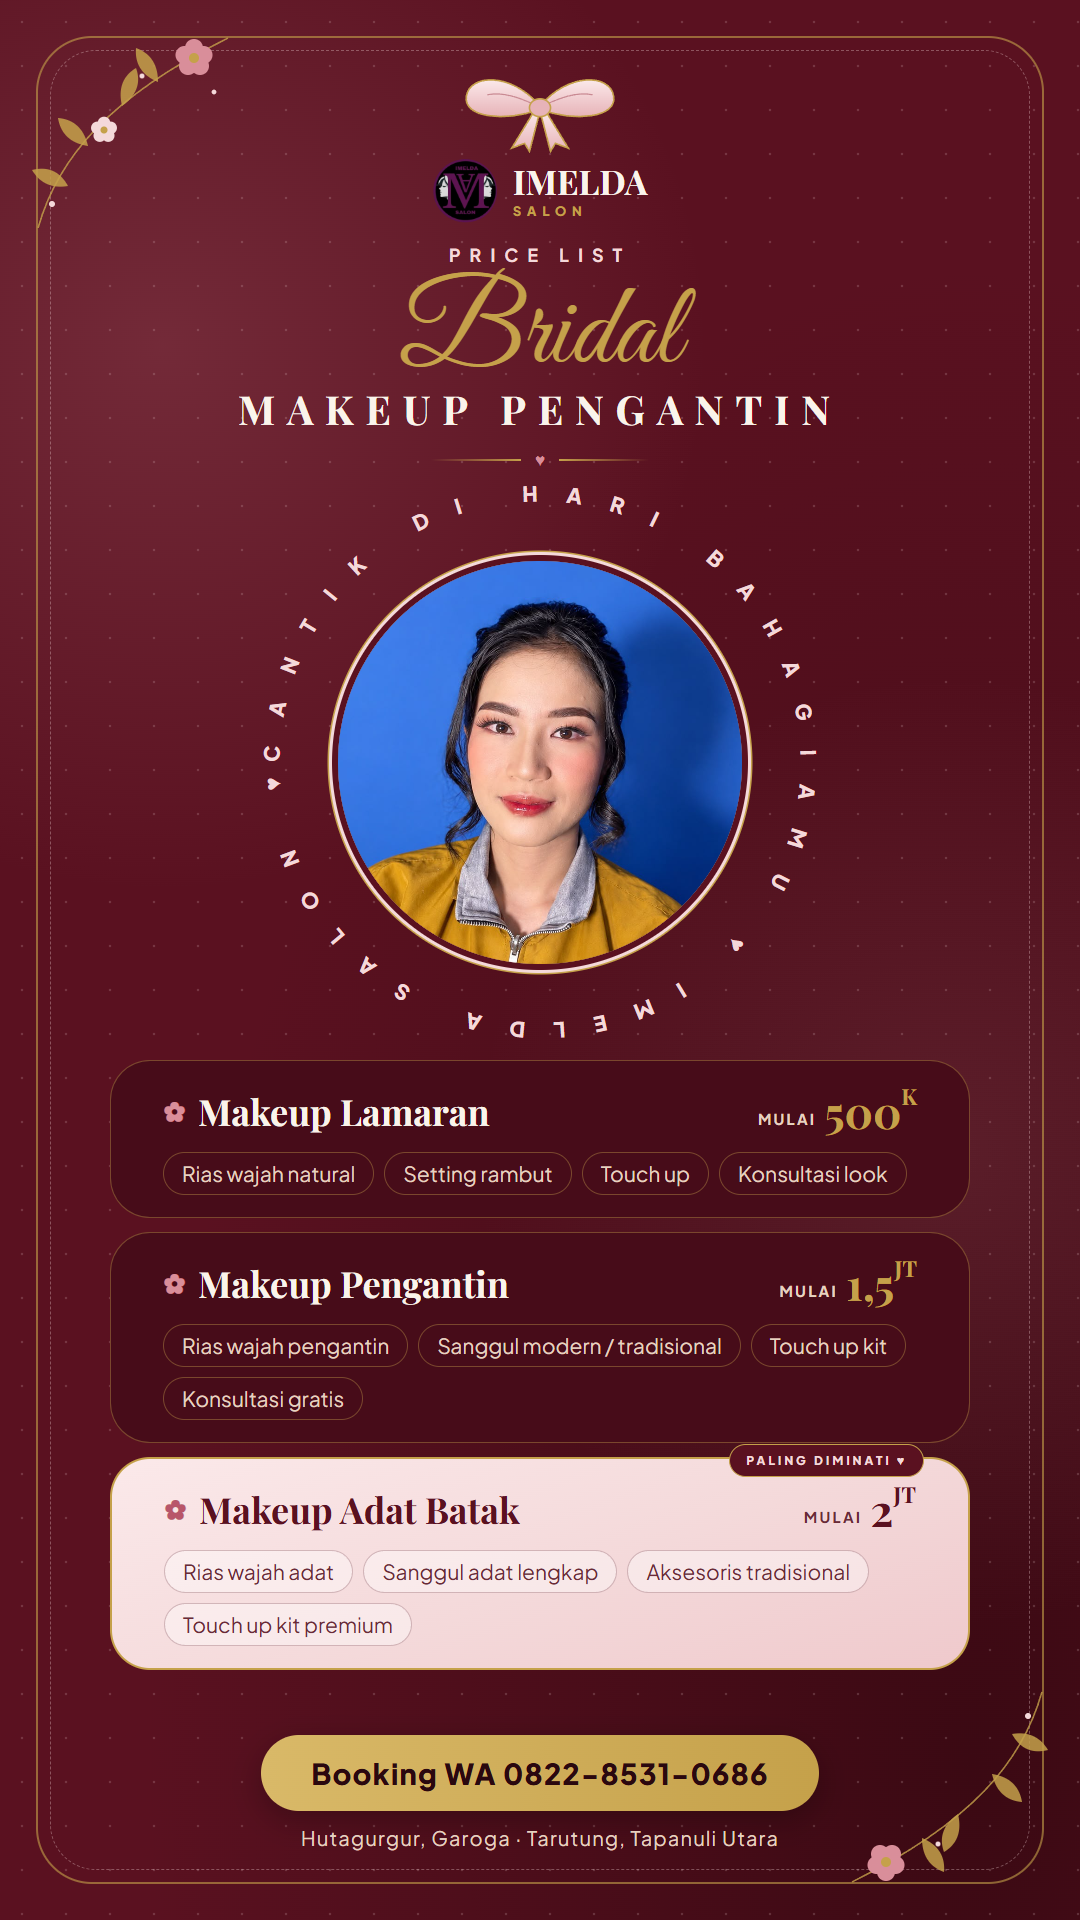 IMELDA
SALON
IMELDA
SALON
PRICE LIST
Bridal
MAKEUP PENGANTIN
♥
CANTIK DI HARI BAHAGIAMU ♥ IMELDA SALON ♥
Makeup Lamaran
MULAI 500K
Rias wajah natural
Setting rambut
Touch up
Konsultasi look
Makeup Pengantin
MULAI 1,5JT
Rias wajah pengantin
Sanggul modern / tradisional
Touch up kit
Konsultasi gratis
PALING DIMINATI ♥
Makeup Adat Batak
MULAI 2JT
Rias wajah adat
Sanggul adat lengkap
Aksesoris tradisional
Touch up kit premium
Booking WA 0822-8531-0686
Hutagurgur, Garoga · Tarutung, Tapanuli Utara